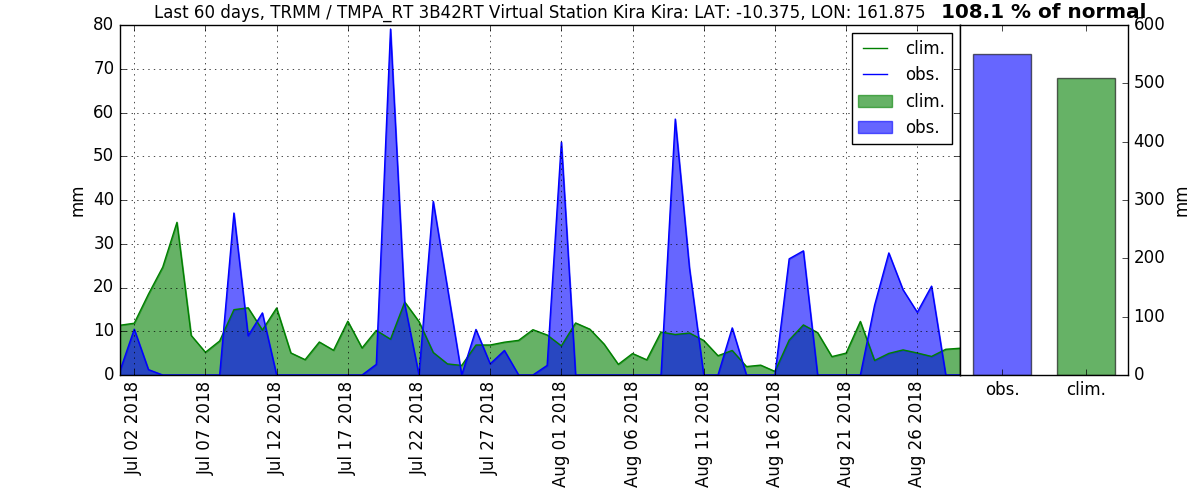 Last 60 days, TRMM / TMPA_RT 3B42RT Virtual Station Kira Kira: LAT: -10.375, LON: 161.875 108.1 % of normal
80
70
60
50
40
30
20
10
0
mm
clim.
obs.
clim.
obs.
600
500
400
300
200
100
0
mm
obs. clim.
Jul 02 2018
Jul 07 2018
Jul 12 2018
Jul 17 2018
Jul 22 2018
Jul 27 2018
Aug 01 2018
Aug 06 2018
Aug 11 2018
Aug 16 2018
Aug 21 2018
Aug 26 2018